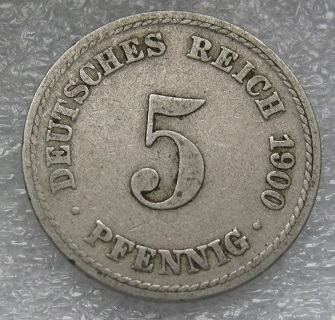 DEUTSCHES REICH 1900
5
· PFENNIG ·